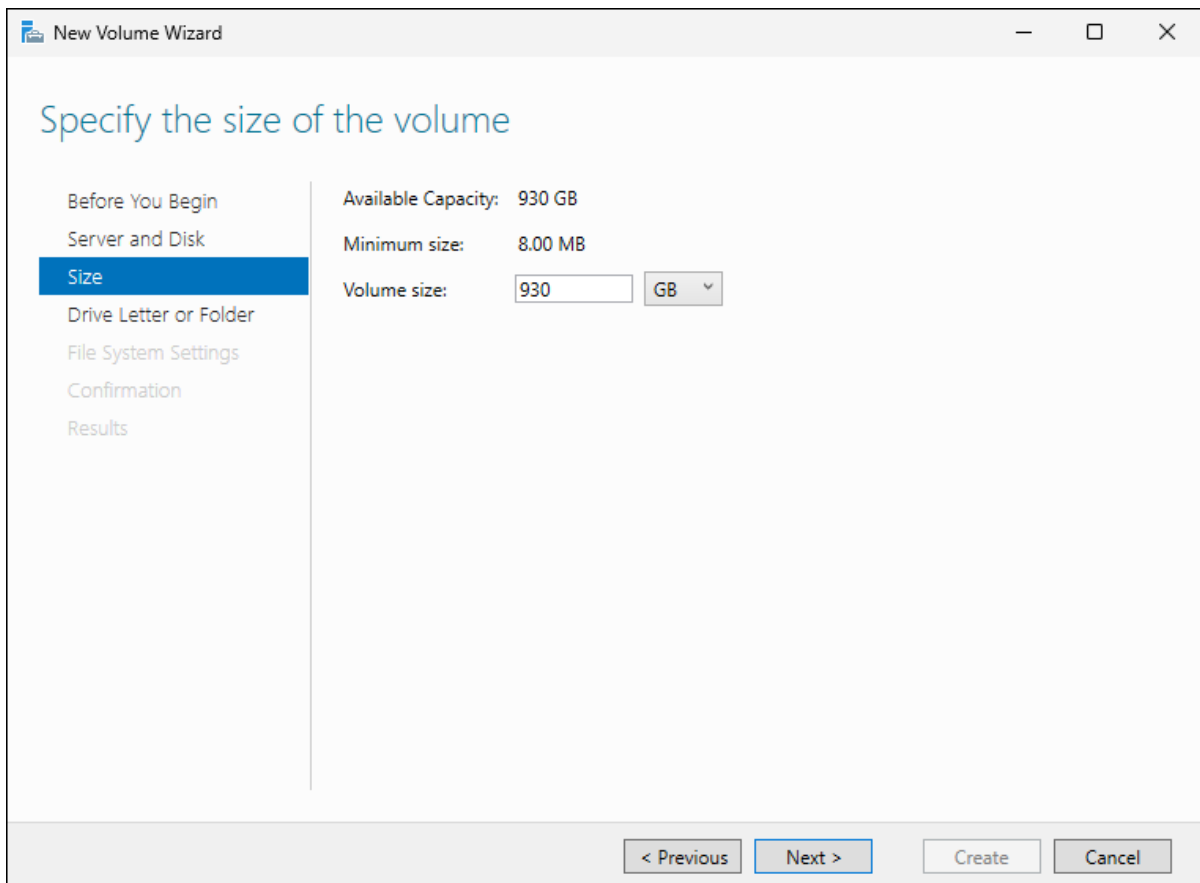 New Volume Wizard
Specify the size of the volume
Before You Begin
Server and Disk
Size
Drive Letter or Folder
File System Settings
Confirmation
Results
Available Capacity: 930 GB
Minimum size: 8.00 MB
Volume size: 930 GB
< Previous Next > Create Cancel